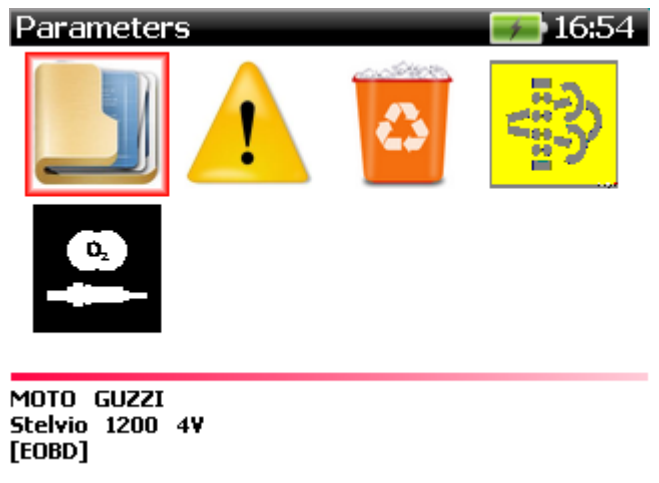 Parameters 16:54
!
O₂
MOTO GUZZI
Stelvio 1200 4V
[EOBD]